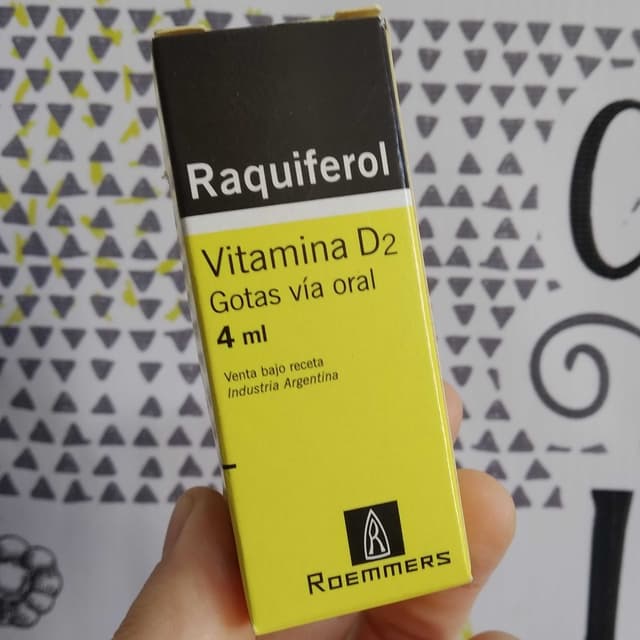 Raquiferol
Vitamina D2
Gotas vía oral
4 ml
Venta bajo receta
Industria Argentina
R
ROEMMERS